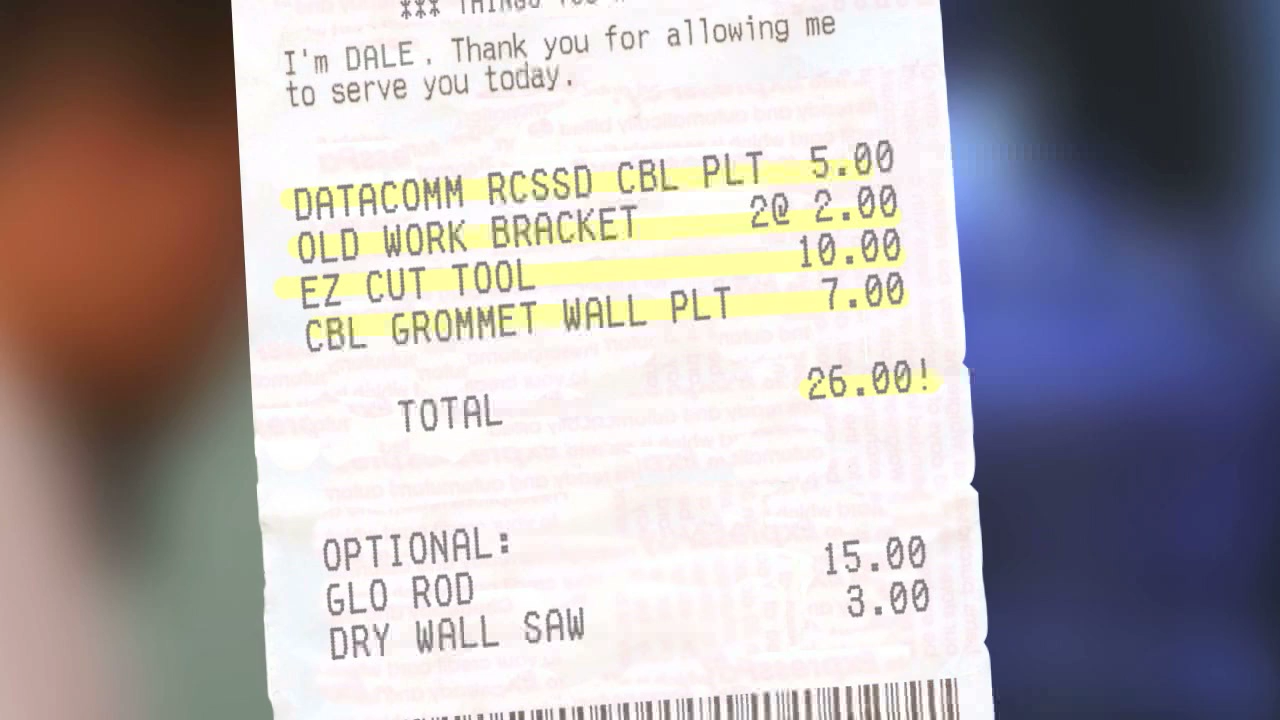 *** THINGS YOU
I'm DALE. Thank you for allowing me
to serve you today.
DATACOMM RCSSD CBL PLT 5.00
OLD WORK BRACKET 2@ 2.00
EZ CUT TOOL 10.00
CBL GROMMET WALL PLT 7.00
TOTAL 26.00!
OPTIONAL:
GLO ROD 15.00
DRY WALL SAW 3.00